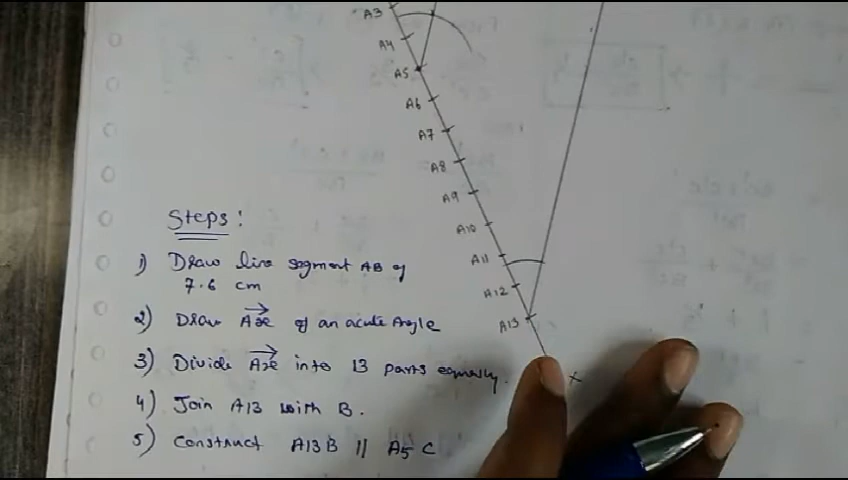 A3
A4
A5
A6
A7
A8
A9
A10
A11
A12
A13
x
Steps:
1) Draw line segment AB of
7.6 cm
2) Draw Ax of an acute Angle
3) Divide Ax into 13 parts equally.
4) Join A13 with B.
5) Construct A13B || A5 C